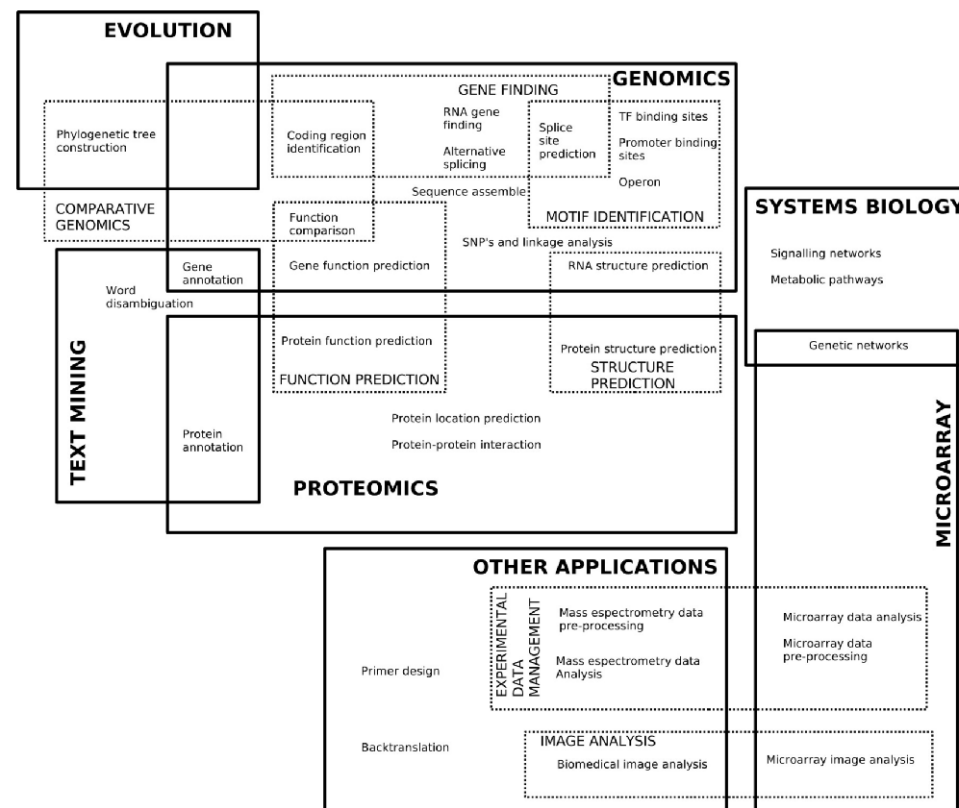 EVOLUTION
GENOMICS
GENE FINDING
RNA gene
finding
Alternative
splicing
Splice
site
prediction
TF binding sites
Promoter binding
sites
Operon
Phylogenetic tree
construction
Coding region
identification
Sequence assemble
MOTIF IDENTIFICATION
COMPARATIVE
GENOMICS
Function
comparison
SNP's and linkage analysis
Gene
annotation
Gene function prediction
RNA structure prediction
Word
disambiguation
SYSTEMS BIOLOGY
Signalling networks
Metabolic pathways
Genetic networks
TEXT MINING
Protein function prediction
FUNCTION PREDICTION
Protein structure prediction
STRUCTURE
PREDICTION
Protein location prediction
Protein-protein interaction
Protein
annotation
PROTEOMICS
MICROARRAY
OTHER APPLICATIONS
EXPERIMENTAL
DATA
MANAGEMENT
Mass espectrometry data
pre-processing
Mass espectrometry data
Analysis
Microarray data analysis
Microarray data
pre-processing
Primer design
Backtranslation
IMAGE ANALYSIS
Biomedical image analysis
Microarray image analysis